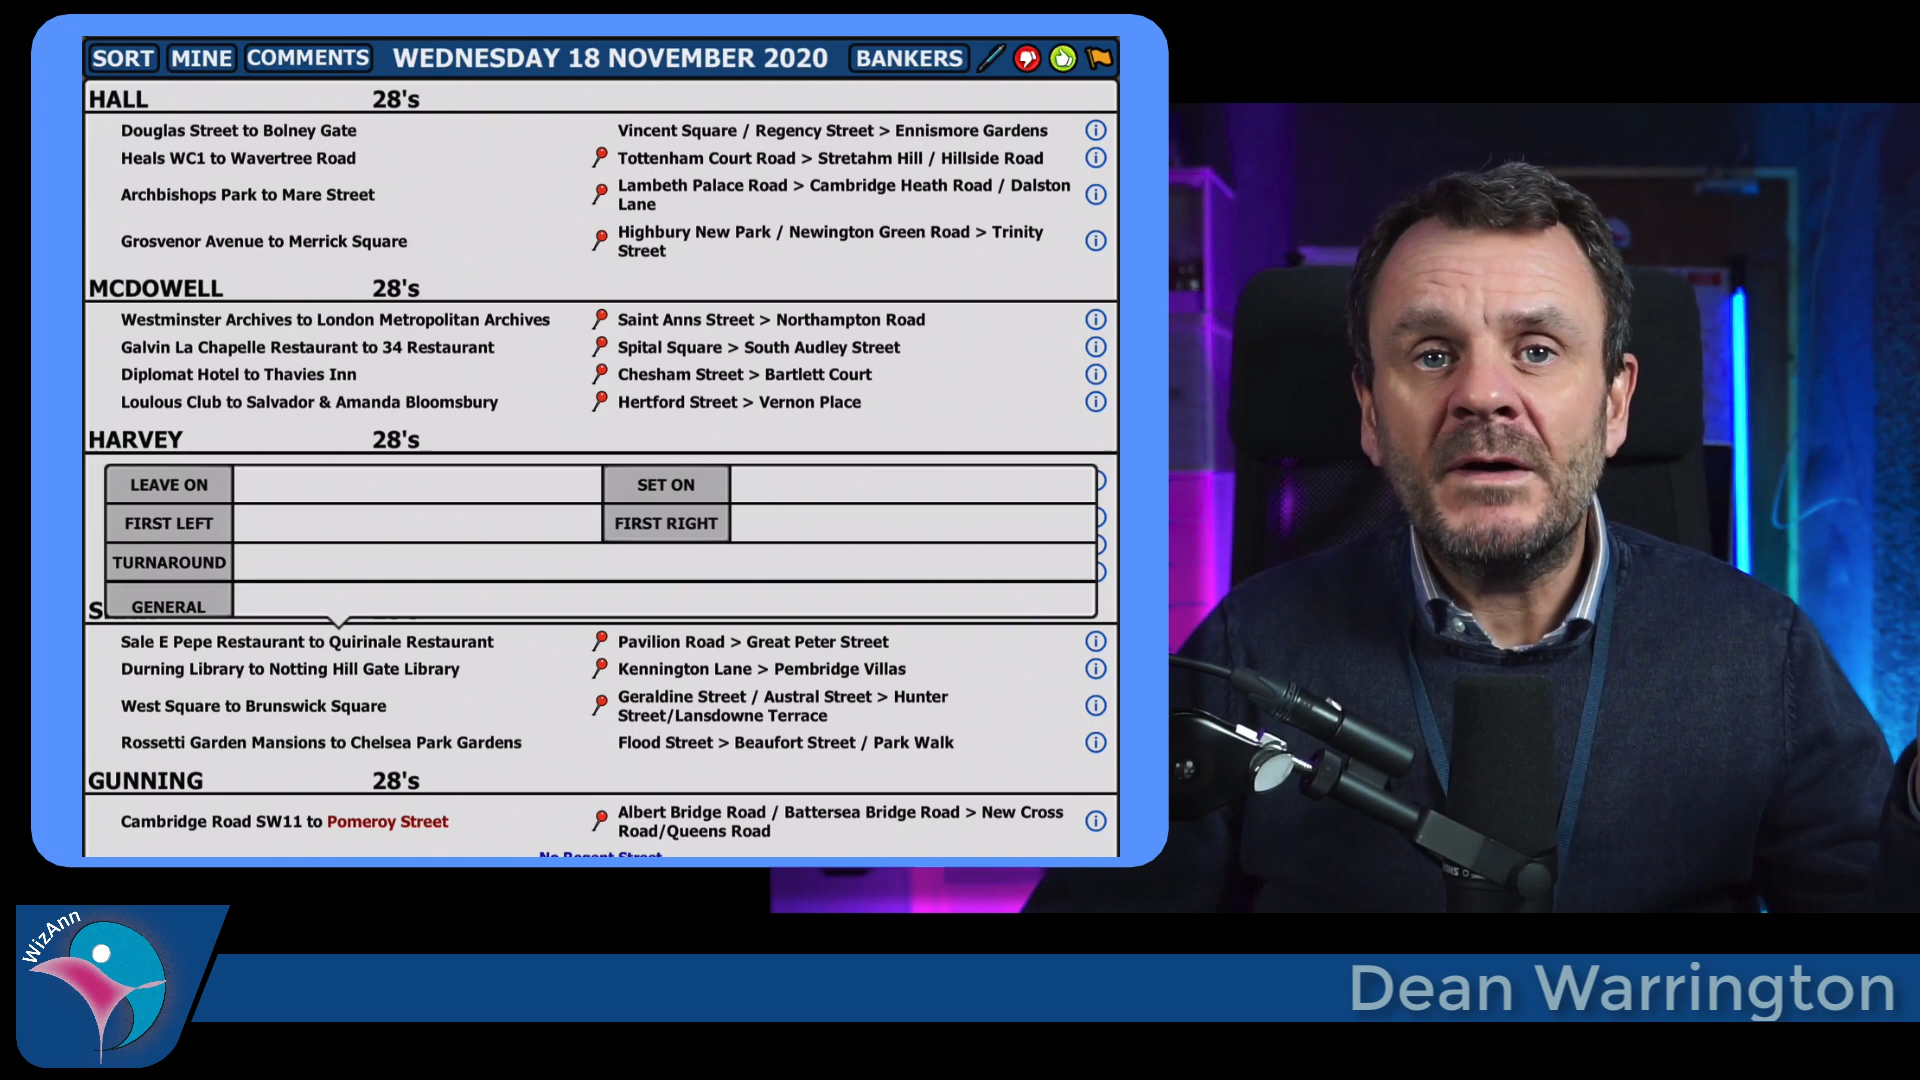 SORT MINE COMMENTS WEDNESDAY 18 NOVEMBER 2020 BANKERS
HALL 28's
Douglas Street to Bolney Gate Vincent Square / Regency Street > Ennismore Gardens
Heals WC1 to Wavertree Road Tottenham Court Road > Stretahm Hill / Hillside Road
Archbishops Park to Mare Street Lambeth Palace Road > Cambridge Heath Road / Dalston
Lane
Grosvenor Avenue to Merrick Square Highbury New Park / Newington Green Road > Trinity
Street
MCDOWELL 28's
Westminster Archives to London Metropolitan Archives Saint Anns Street > Northampton Road
Galvin La Chapelle Restaurant to 34 Restaurant Spital Square > South Audley Street
Diplomat Hotel to Thavies Inn Chesham Street > Bartlett Court
Loulous Club to Salvador & Amanda Bloomsbury Hertford Street > Vernon Place
HARVEY 28's
LEAVE ON SET ON
FIRST LEFT FIRST RIGHT
TURNAROUND
GENERAL
Sale E Pepe Restaurant to Quirinale Restaurant Pavilion Road > Great Peter Street
Durning Library to Notting Hill Gate Library Kennington Lane > Pembridge Villas
West Square to Brunswick Square Geraldine Street / Austral Street > Hunter
Street/Lansdowne Terrace
Rossetti Garden Mansions to Chelsea Park Gardens Flood Street > Beaufort Street / Park Walk
GUNNING 28's
Cambridge Road SW11 to Pomeroy Street Albert Bridge Road / Battersea Bridge Road > New Cross
Road/Queens Road
No Regent Street
WizAnn
Dean Warrington